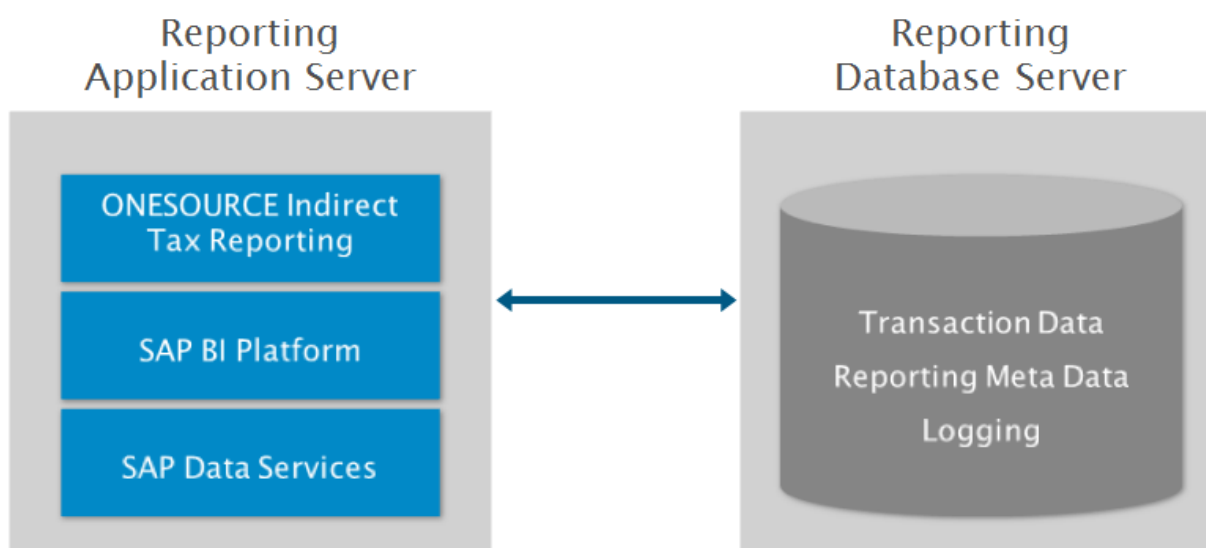 Reporting
Application Server
ONESOURCE Indirect
Tax Reporting
SAP BI Platform
SAP Data Services
Reporting
Database Server
Transaction Data
Reporting Meta Data
Logging